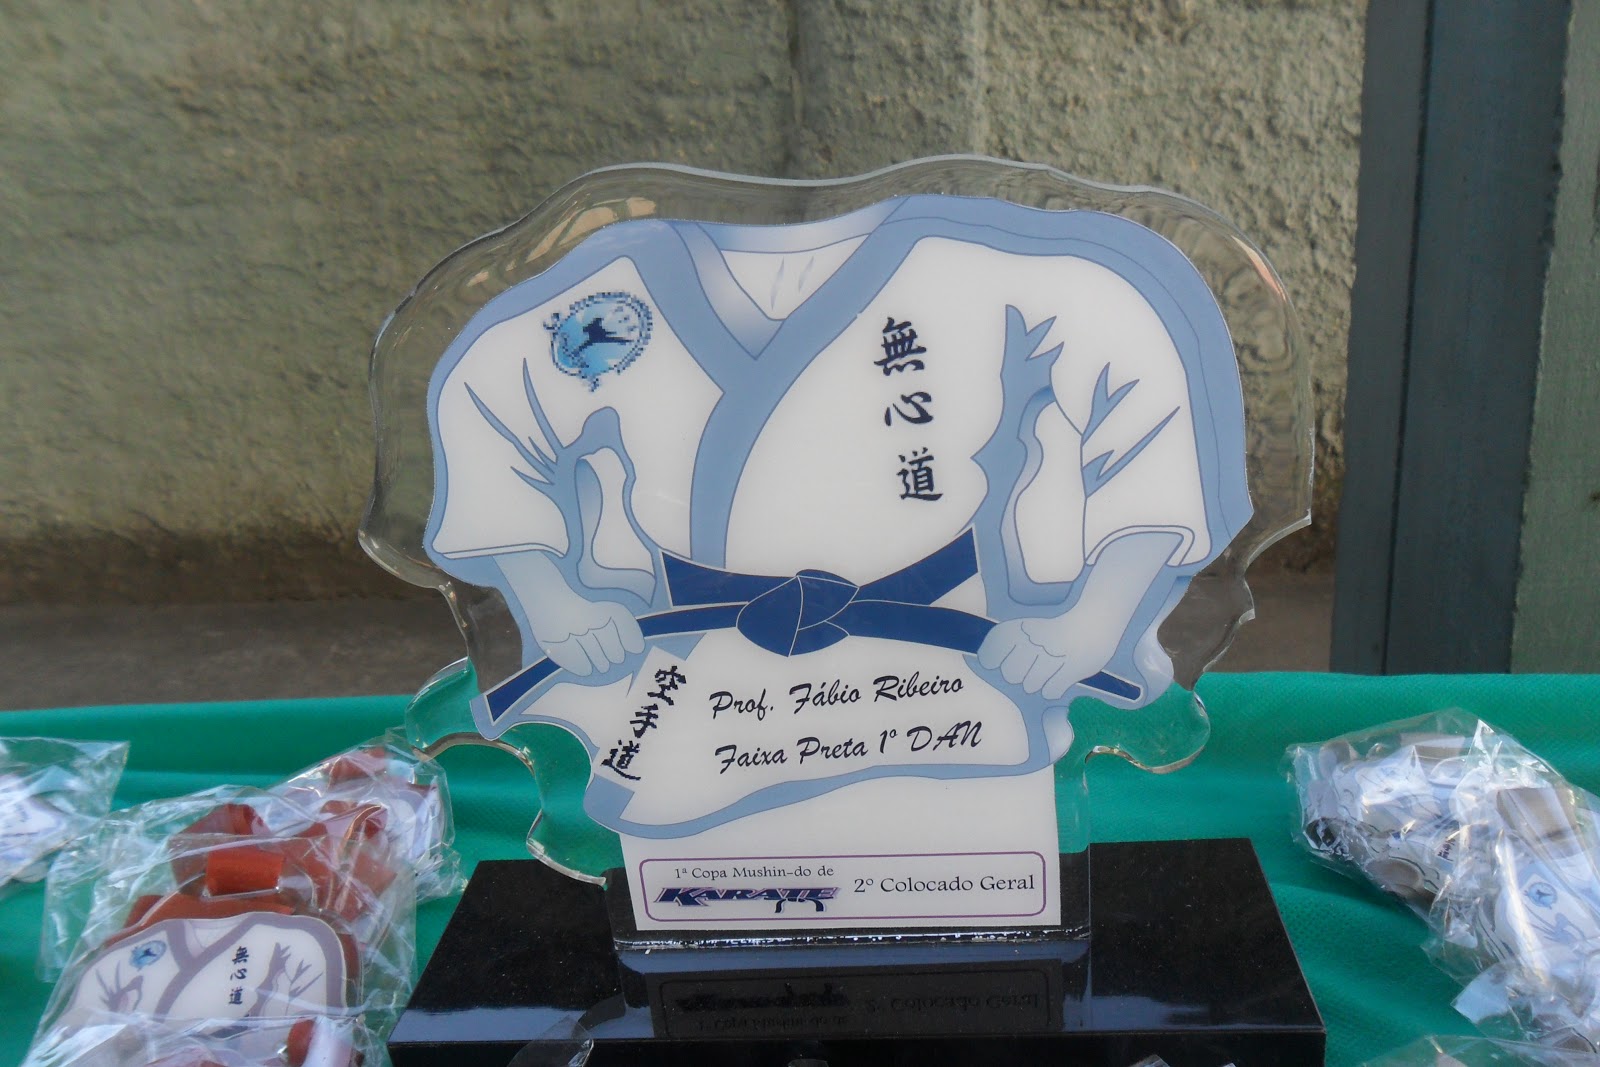 無心道
空手道
Prof. Fábio Ribeiro
Faixa Preta 1º DAN
1ª Copa Mushin-do de
KARATE
2º Colocado Geral
無心道